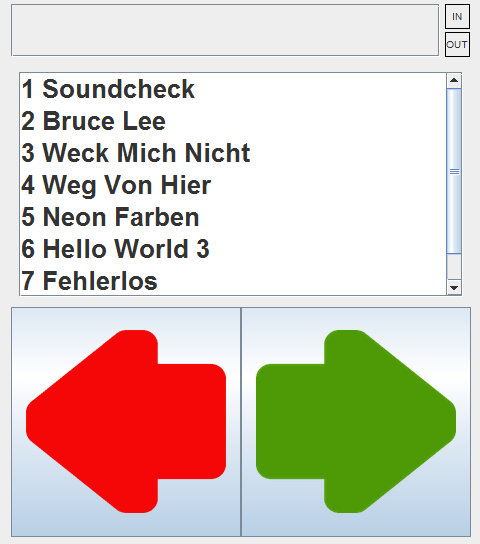 IN
OUT
1 Soundcheck
2 Bruce Lee
3 Weck Mich Nicht
4 Weg Von Hier
5 Neon Farben
6 Hello World 3
7 Fehlerlos